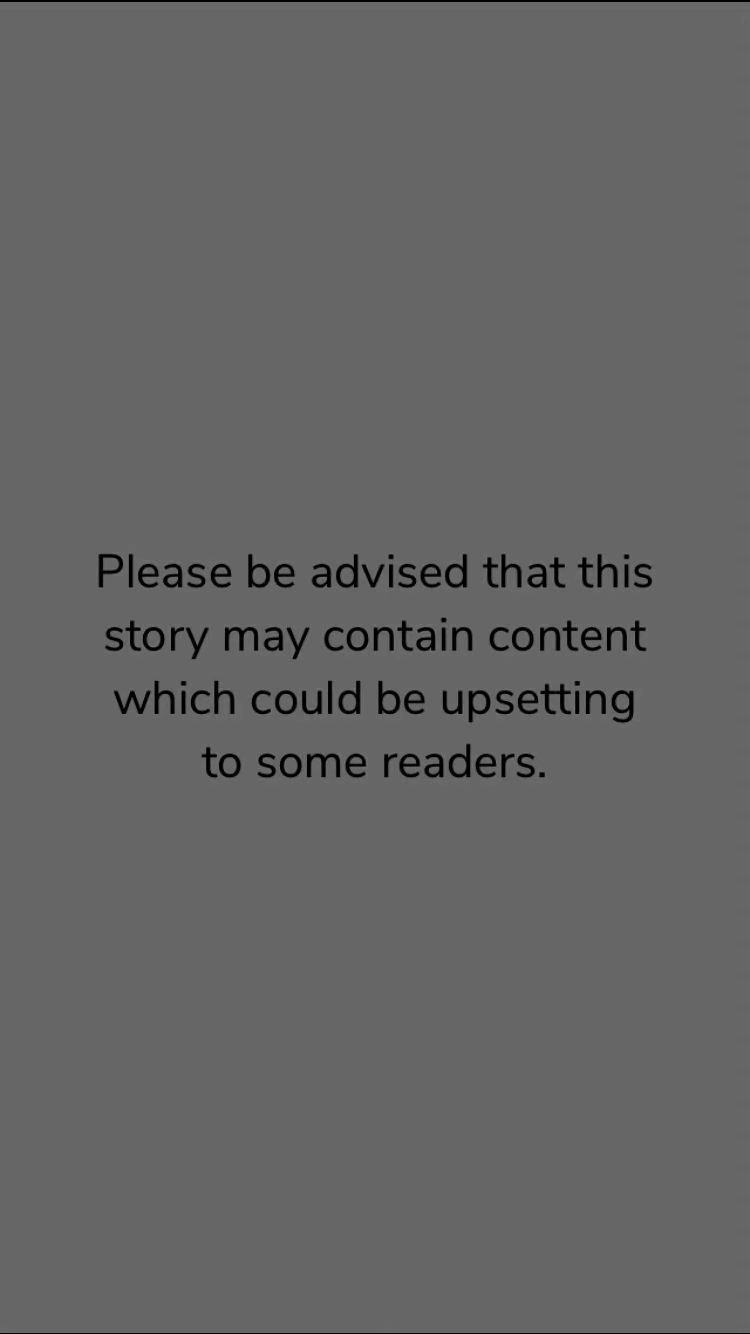 Please be advised that this
story may contain content
which could be upsetting
to some readers.